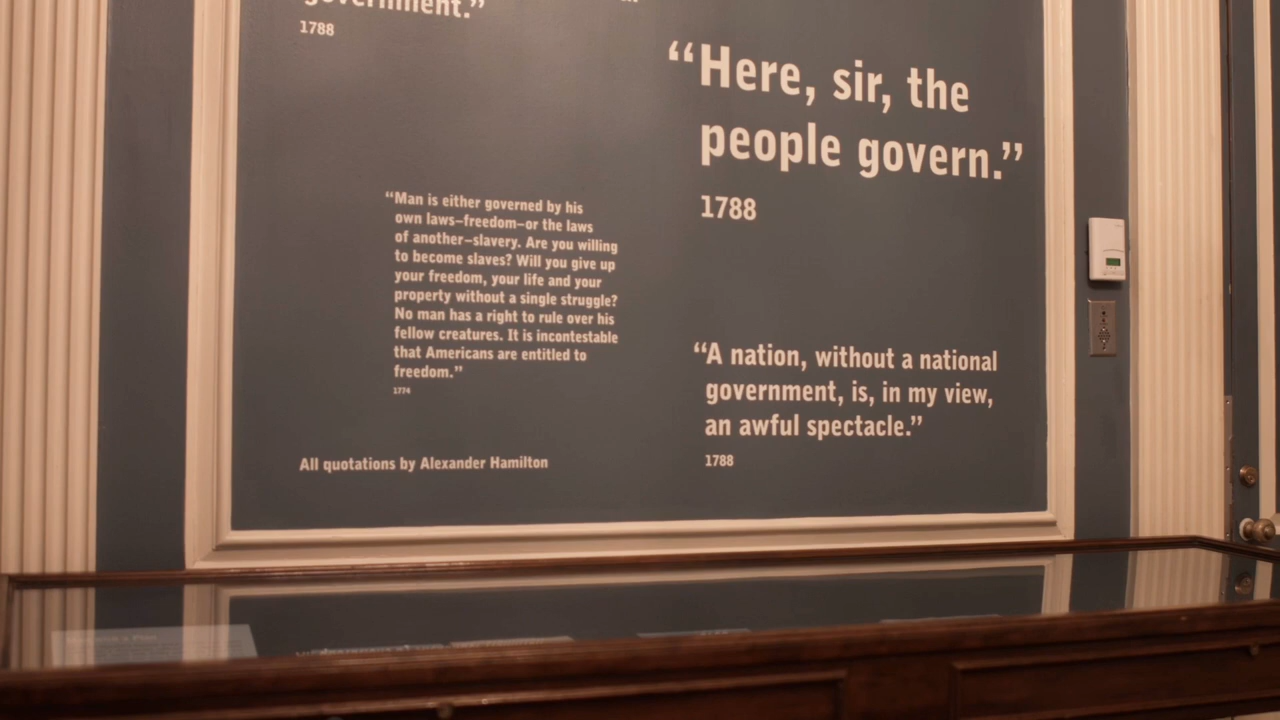 government.”
1788
“Here, sir, the
people govern.”
1788
“Man is either governed by his
own laws–freedom–or the laws
of another–slavery. Are you willing
to become slaves? Will you give up
your freedom, your life and your
property without a single struggle?
No man has a right to rule over his
fellow creatures. It is incontestable
that Americans are entitled to
freedom.”
1774
“A nation, without a national
government, is, in my view,
an awful spectacle.”
1788
All quotations by Alexander Hamilton